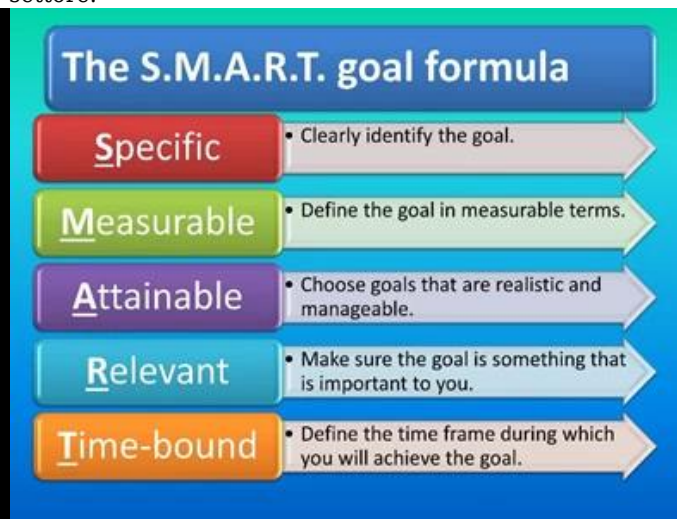 The S.M.A.R.T. goal formula
Specific
• Clearly identify the goal.
Measurable
• Define the goal in measurable terms.
Attainable
• Choose goals that are realistic and
manageable.
Relevant
• Make sure the goal is something that
is important to you.
Time-bound
• Define the time frame during which
you will achieve the goal.